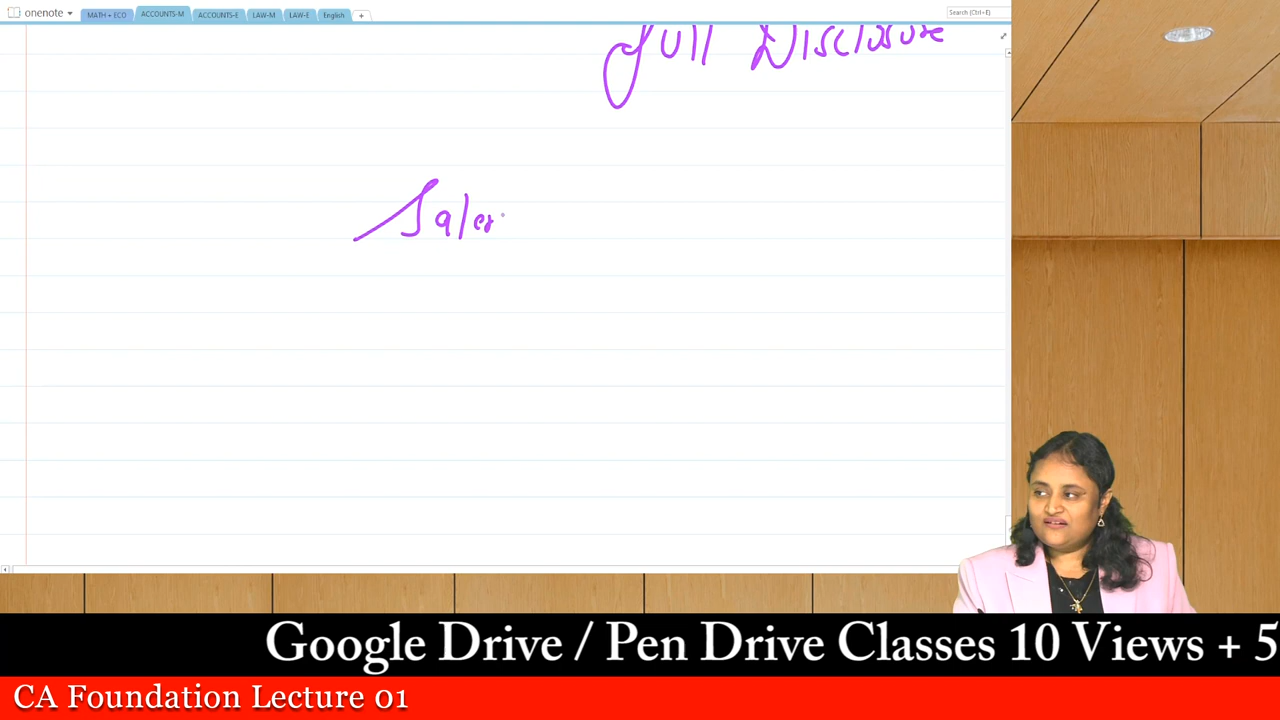 onenote MATH + ECO ACCOUNTS-M ACCOUNTS-E LAW-M LAW-E English + Search (Ctrl+E)
Full Disclosure
Sales
Google Drive / Pen Drive Classes 10 Views + 5
CA Foundation Lecture 01